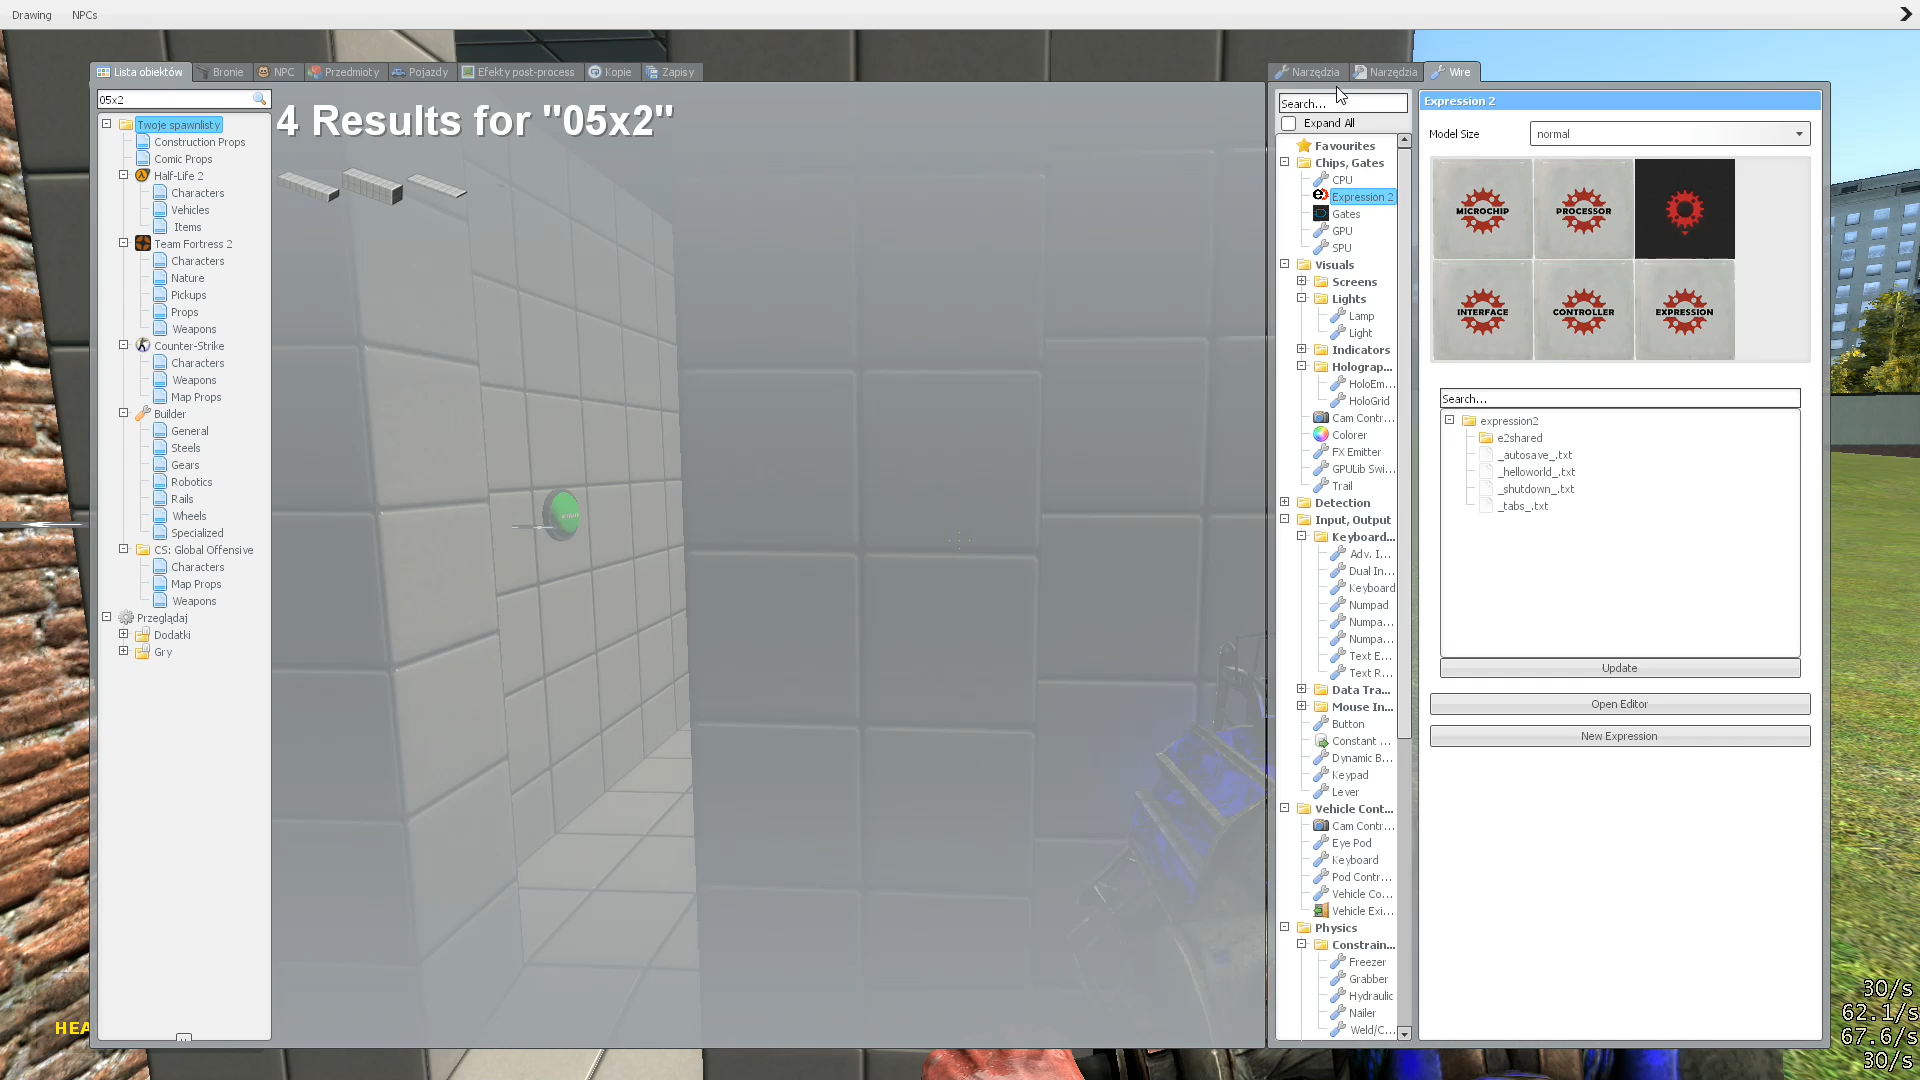 Drawing NPCs
Lista obiektów Bronie NPC Przedmioty Pojazdy Efekty post-process Kopie Zapisy
Narzędzia Narzędzia Wire
05x2
4 Results for "05x2"
Twoje spawnlisty
Construction Props
Comic Props
Half-Life 2
Characters
Vehicles
Items
Team Fortress 2
Characters
Nature
Pickups
Props
Weapons
Counter-Strike
Characters
Weapons
Map Props
Builder
General
Steels
Gears
Robotics
Rails
Wheels
Specialized
CS: Global Offensive
Characters
Map Props
Weapons
Przeglądaj
Dodatki
Gry
HEA
Search...
Expand All
Favourites
Chips, Gates
CPU
Expression 2
Gates
GPU
SPU
Visuals
Screens
Lights
Lamp
Light
Indicators
Holograp...
HoloEm...
HoloGrid
Cam Contr...
Colorer
FX Emitter
GPULib Swi...
Trail
Detection
Input, Output
Keyboard...
Adv. I...
Dual In...
Keyboard
Numpad
Numpa...
Numpa...
Text E...
Text R...
Data Tra...
Mouse In...
Button
Constant ...
Dynamic B...
Keypad
Lever
Vehicle Cont...
Cam Contr...
Eye Pod
Keyboard
Pod Contr...
Vehicle Co...
Vehicle Exi...
Physics
Constrain...
Freezer
Grabber
Hydraulic
Nailer
Weld/C...
Expression 2
Model Size normal
MICROCHIP PROCESSOR
INTERFACE CONTROLLER EXPRESSION
Search...
expression2
e2shared
_autosave_.txt
_helloworld_.txt
_shutdown_.txt
_tabs_.txt
Update
Open Editor
New Expression
30/s
62.1/s
67.6/s
30/s